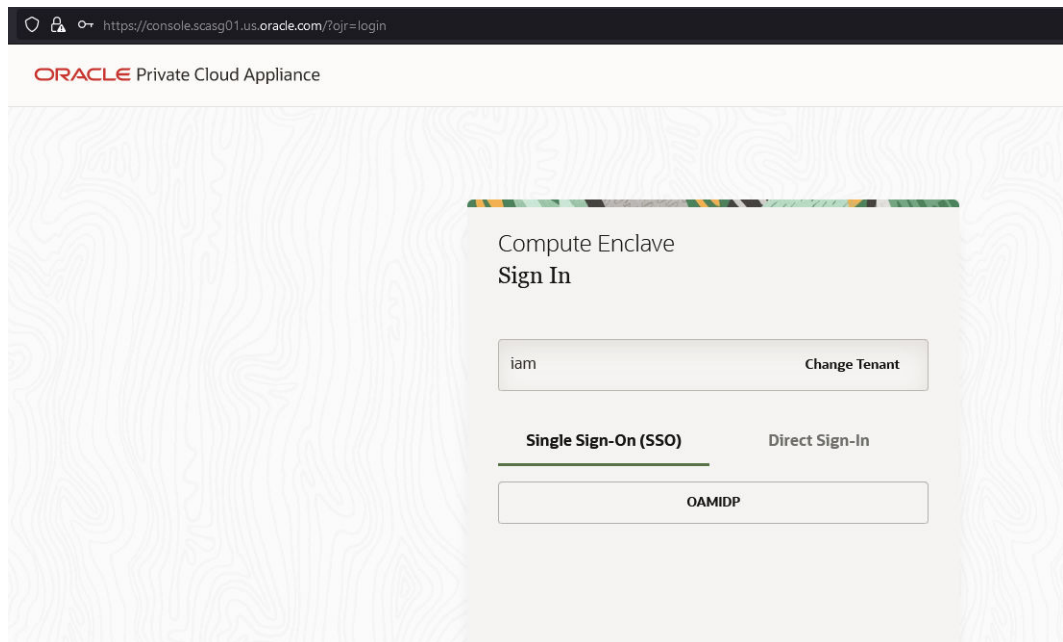 https://console.scasg01.us.oracle.com/?ojr=login
ORACLE Private Cloud Appliance
Compute Enclave
Sign In
iam Change Tenant
Single Sign-On (SSO) Direct Sign-In
OAMIDP